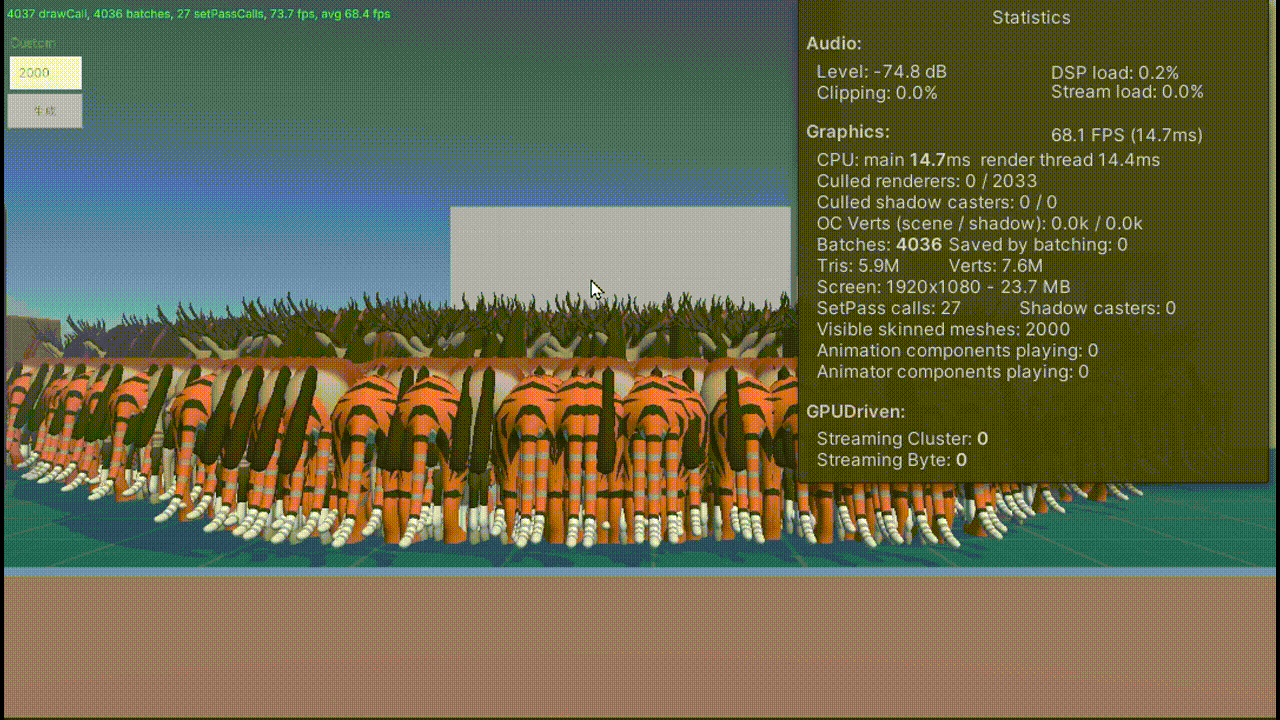 4037 drawCall, 4036 batches, 27 setPassCalls, 73.7 fps, avg 68.4 fps
Custom
2000
生成
Statistics
Audio:
Level: -74.8 dB
DSP load: 0.2%
Clipping: 0.0%
Stream load: 0.0%
Graphics:
68.1 FPS (14.7ms)
CPU: main 14.7ms render thread 14.4ms
Culled renderers: 0 / 2033
Culled shadow casters: 0 / 0
OC Verts (scene / shadow): 0.0k / 0.0k
Batches: 4036 Saved by batching: 0
Tris: 5.9M Verts: 7.6M
Screen: 1920x1080 - 23.7 MB
SetPass calls: 27 Shadow casters: 0
Visible skinned meshes: 2000
Animation components playing: 0
Animator components playing: 0
GPUDriven:
Streaming Cluster: 0
Streaming Byte: 0